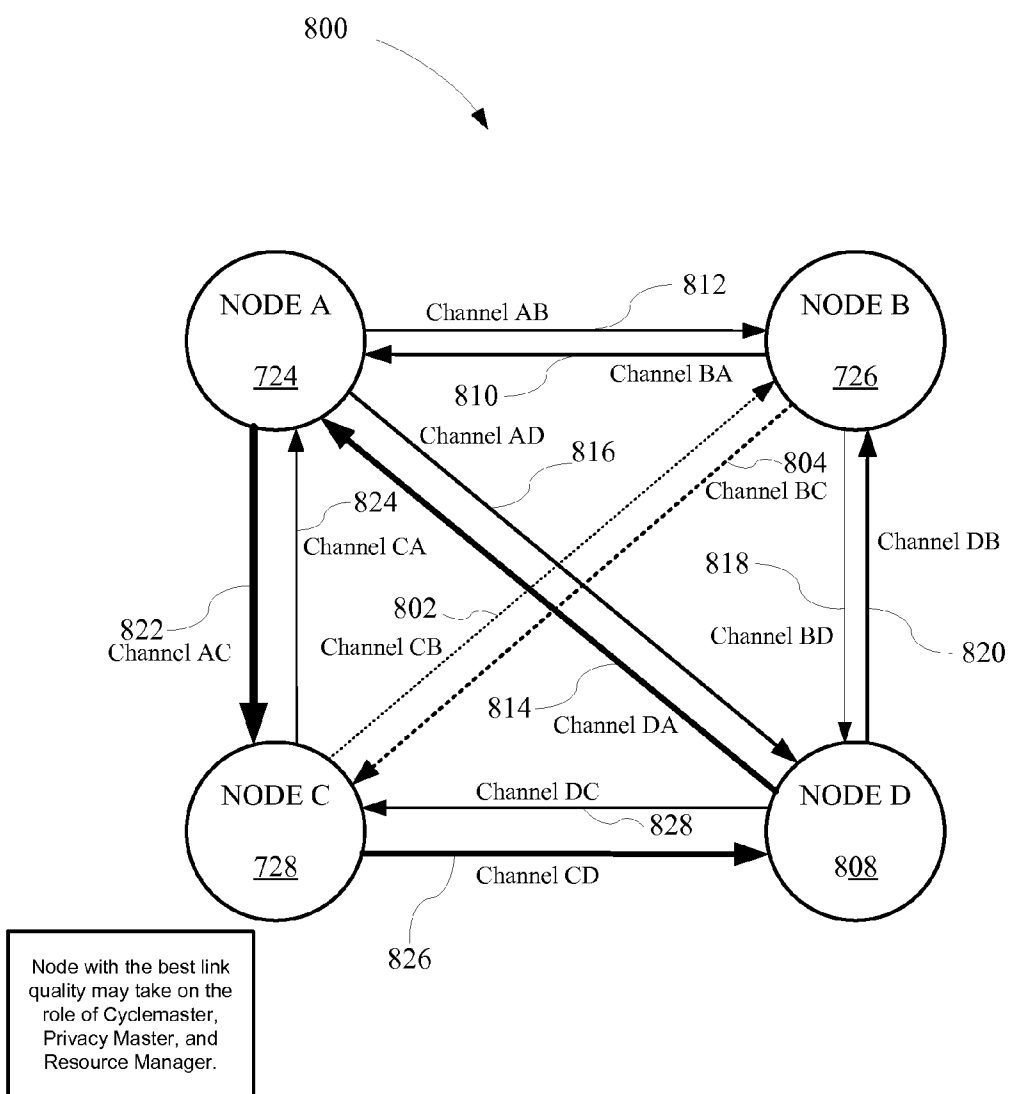 800
812
NODE A
Channel AB
NODE B
724
810
Channel BA
726
Channel AD
816
804
Channel BC
824
Channel CA
Channel DB
818
802
822
Channel AC
Channel CB
Channel BD
820
814
Channel DA
NODE C
Channel DC
NODE D
828
728
Channel CD
808
826
Node with the best link
quality may take on the
role of Cyclemaster,
Privacy Master, and
Resource Manager.